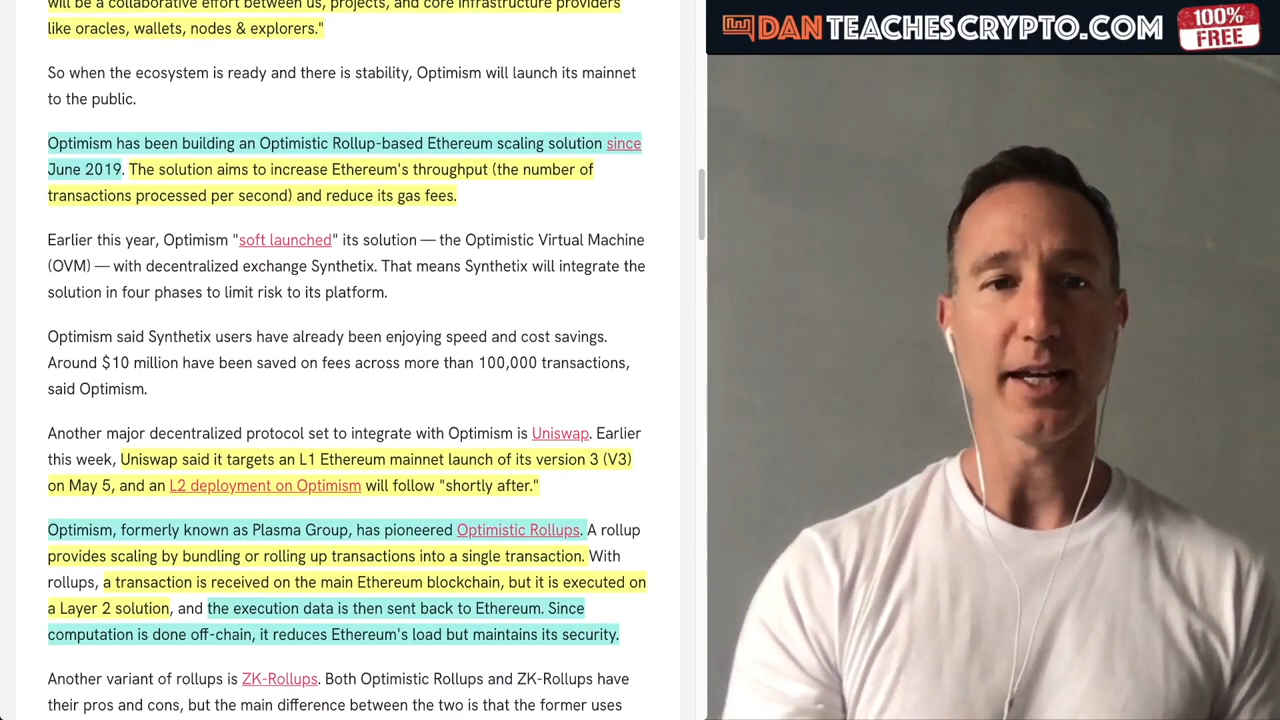 will be a collaborative effort between us, projects, and core infrastructure providers
like oracles, wallets, nodes & explorers."
So when the ecosystem is ready and there is stability, Optimism will launch its mainnet
to the public.
Optimism has been building an Optimistic Rollup-based Ethereum scaling solution since
June 2019. The solution aims to increase Ethereum's throughput (the number of
transactions processed per second) and reduce its gas fees.
Earlier this year, Optimism "soft launched" its solution — the Optimistic Virtual Machine
(OVM) — with decentralized exchange Synthetix. That means Synthetix will integrate the
solution in four phases to limit risk to its platform.
Optimism said Synthetix users have already been enjoying speed and cost savings.
Around $10 million have been saved on fees across more than 100,000 transactions,
said Optimism.
Another major decentralized protocol set to integrate with Optimism is Uniswap. Earlier
this week, Uniswap said it targets an L1 Ethereum mainnet launch of its version 3 (V3)
on May 5, and an L2 deployment on Optimism will follow "shortly after."
Optimism, formerly known as Plasma Group, has pioneered Optimistic Rollups. A rollup
provides scaling by bundling or rolling up transactions into a single transaction. With
rollups, a transaction is received on the main Ethereum blockchain, but it is executed on
a Layer 2 solution, and the execution data is then sent back to Ethereum. Since
computation is done off-chain, it reduces Ethereum's load but maintains its security.
Another variant of rollups is ZK-Rollups. Both Optimistic Rollups and ZK-Rollups have
their pros and cons, but the main difference between the two is that the former uses
DANTEACHESCRYPTO.COM
100%
FREE